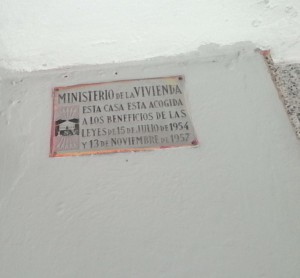 MINISTERIO DE LA VIVIENDA
ESTA CASA ESTA ACOGIDA
A LOS BENEFICIOS DE LAS
LEYES DE 15 DE JULIO DE 1954
Y 13 DE NOVIEMBRE DE 1957